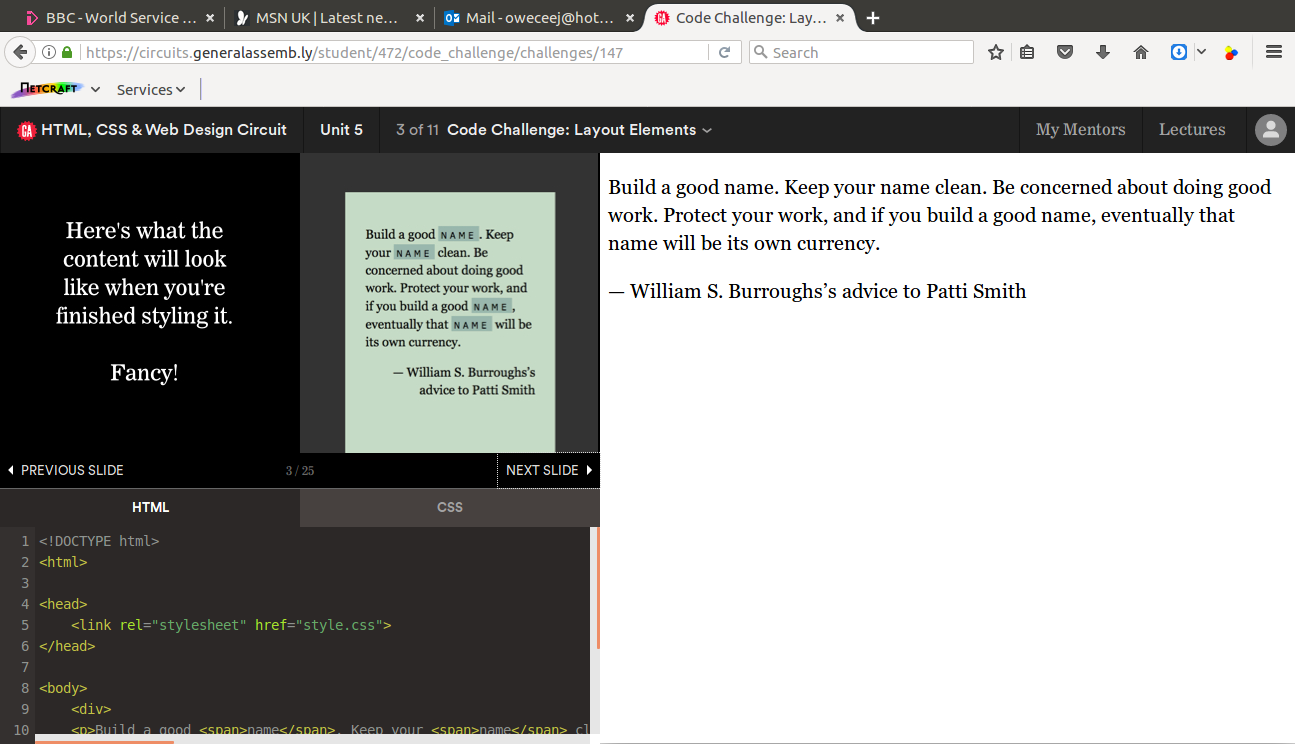 BBC - World Service ... × MSN UK | Latest ne... × Mail - oweceej@hot... × Code Challenge: Lay... × +
https://circuits.generalassemb.ly/student/472/code_challenge/challenges/147 Search
NETCRAFT Services
GA HTML, CSS & Web Design Circuit Unit 5 3 of 11 Code Challenge: Layout Elements My Mentors Lectures
Here's what the
content will look
like when you're
finished styling it.
Fancy!
Build a good NAME. Keep
your NAME clean. Be
concerned about doing good
work. Protect your work, and
if you build a good NAME,
eventually that NAME will be
its own currency.
— William S. Burroughs's
advice to Patti Smith
PREVIOUS SLIDE 3 / 25 NEXT SLIDE
HTML CSS
1 <!DOCTYPE html>
2 <html>
3
4 <head>
5 <link rel="stylesheet" href="style.css">
6 </head>
7
8 <body>
9 <div>
10 <p>Build a good <span>name</span>. Keep your <span>name</span> cl
Build a good name. Keep your name clean. Be concerned about doing good
work. Protect your work, and if you build a good name, eventually that
name will be its own currency.
— William S. Burroughs’s advice to Patti Smith